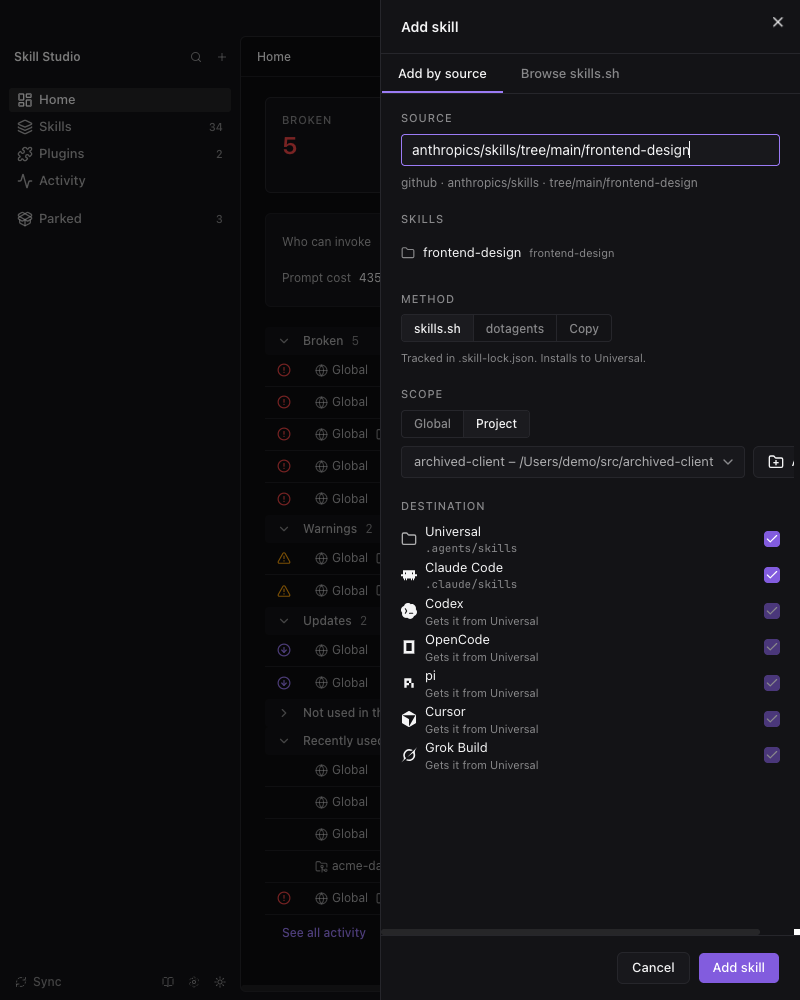 Skill Studio
Home
Skills 34
Plugins 2
Activity
Parked 3
Sync
Home
BROKEN
5
Who can invoke
Prompt cost 435
Broken 5
Global
Global
Global
Global
Global
Warnings 2
Global
Global
Updates 2
Global
Global
Not used in th
Recently used
Global
Global
Global
acme-da
Global
See all activity
Add skill
Add by source
Browse skills.sh
SOURCE
anthropics/skills/tree/main/frontend-design
github · anthropics/skills · tree/main/frontend-design
SKILLS
frontend-design frontend-design
METHOD
skills.sh dotagents Copy
Tracked in .skill-lock.json. Installs to Universal.
SCOPE
Global Project
archived-client – /Users/demo/src/archived-client
DESTINATION
Universal
.agents/skills
Claude Code
.claude/skills
Codex
Gets it from Universal
OpenCode
Gets it from Universal
pi
Gets it from Universal
Cursor
Gets it from Universal
Grok Build
Gets it from Universal
Cancel Add skill